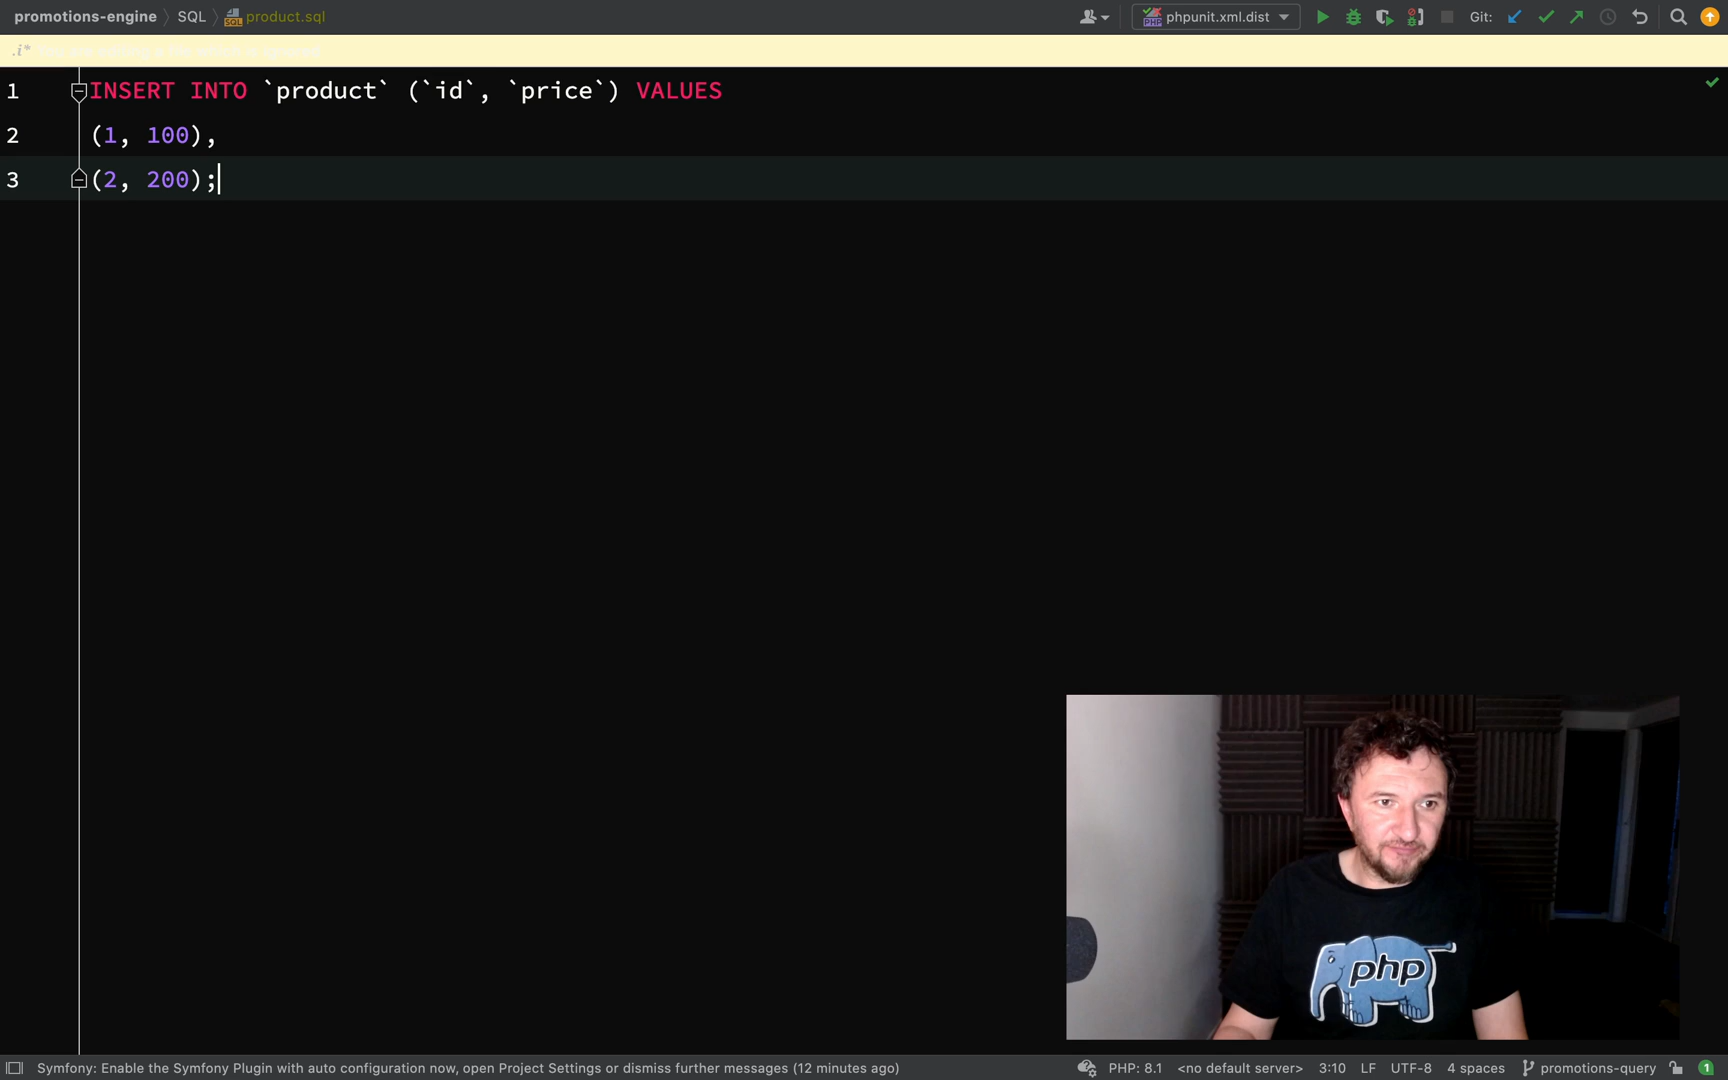 promotions-engine SQL product.sql
phpunit.xml.dist
Git:
1 INSERT INTO `product` (`id`, `price`) VALUES
2 (1, 100),
3 (2, 200);
php
Symfony: Enable the Symfony Plugin with auto configuration now, open Project Settings or dismiss further messages (12 minutes ago)
PHP: 8.1 <no default server> 3:10 LF UTF-8 4 spaces promotions-query 1